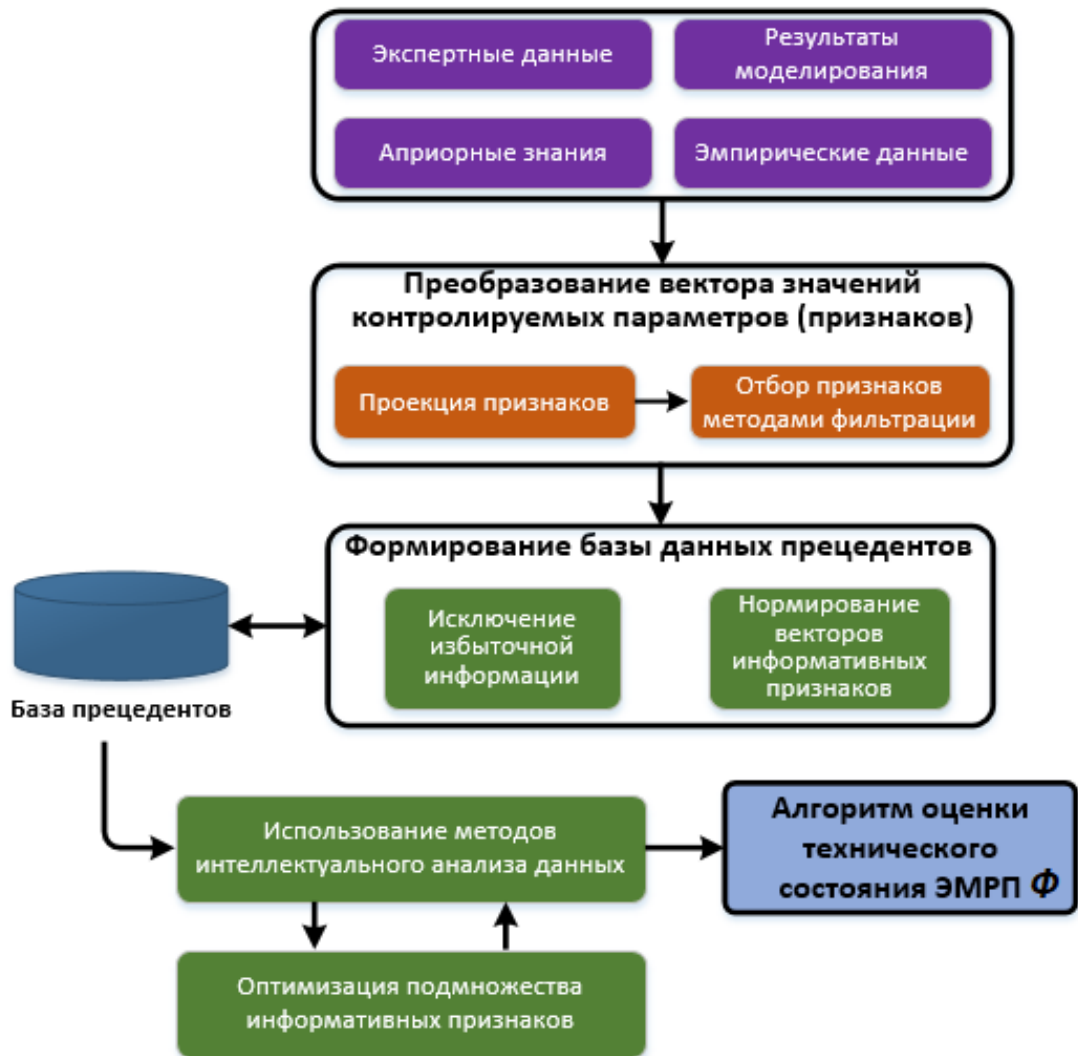 Экспертные данные
Результаты
моделирования
Априорные знания
Эмпирические данные
Преобразование вектора значений
контролируемых параметров (признаков)
Проекция признаков
Отбор признаков
методами фильтрации
Формирование базы данных прецедентов
Исключение
избыточной
информации
Нормирование
векторов
информативных
признаков
База прецедентов
Использование методов
интеллектуального анализа данных
Алгоритм оценки
технического
состояния ЭМРП Ф
Оптимизация подмножества
информативных признаков